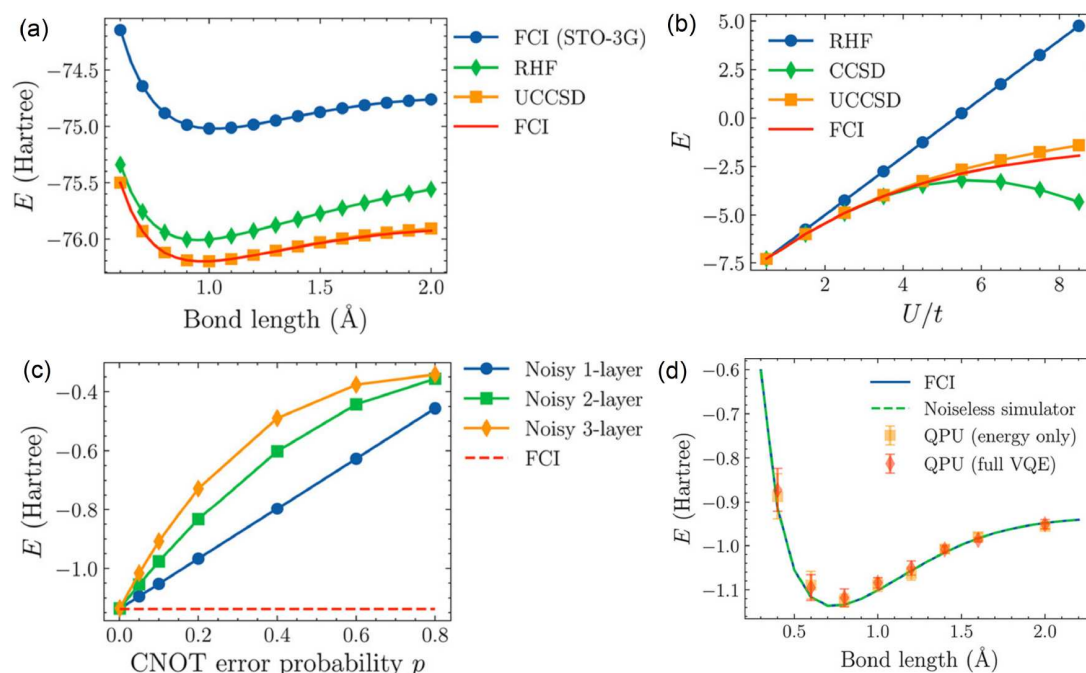 (a)
FCI (STO-3G)
RHF
UCCSD
FCI
E (Hartree)
−74.5
−75.0
−75.5
−76.0
1.0 1.5 2.0
Bond length (Å)
(b)
RHF
CCSD
UCCSD
FCI
E
5.0
2.5
0.0
−2.5
−5.0
−7.5
2 4 6 8
U/t
(c)
Noisy 1-layer
Noisy 2-layer
Noisy 3-layer
FCI
E (Hartree)
−0.4
−0.6
−0.8
−1.0
0.0 0.2 0.4 0.6 0.8
CNOT error probability p
(d)
FCI
Noiseless simulator
QPU (energy only)
QPU (full VQE)
E (Hartree)
−0.6
−0.7
−0.8
−0.9
−1.0
−1.1
0.5 1.0 1.5 2.0
Bond length (Å)